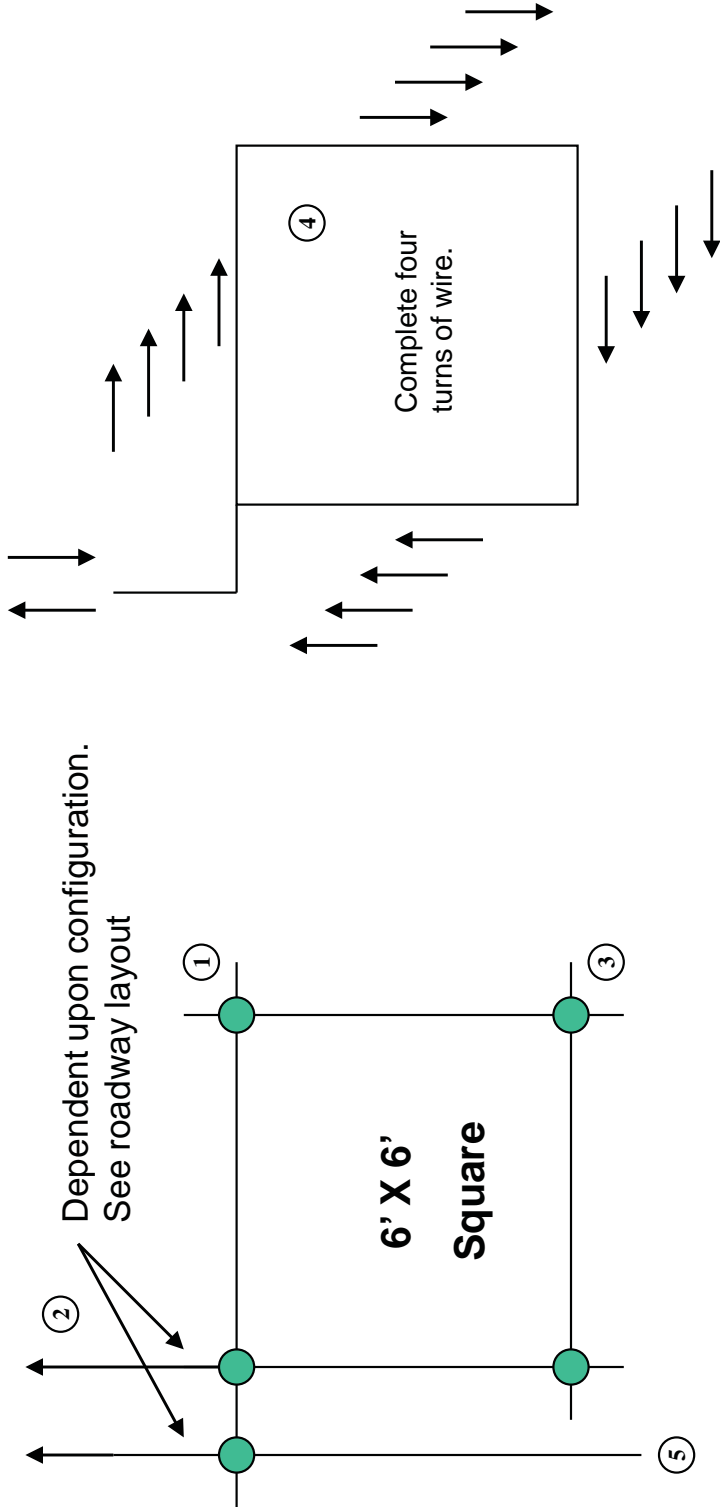 2
Dependent upon configuration.
See roadway layout
1
6’ X 6’
Square
3
5
4
Complete four
turns of wire.